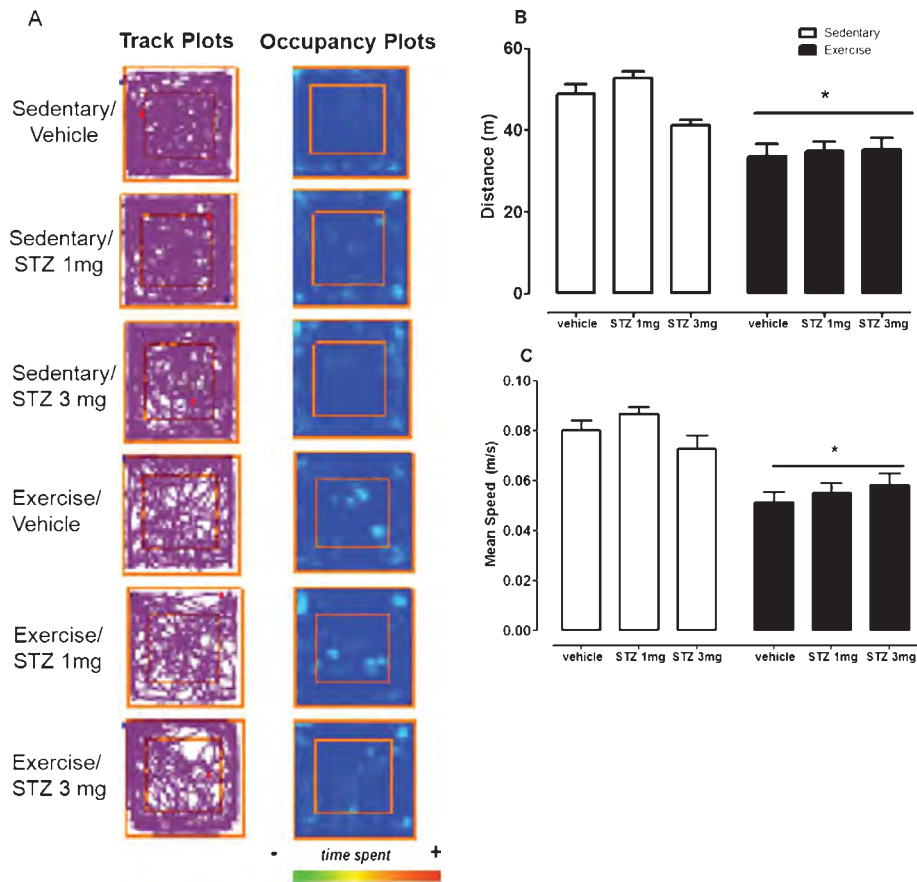 A
Track Plots Occupancy Plots
Sedentary/
Vehicle
Sedentary/
STZ 1mg
Sedentary/
STZ 3 mg
Exercise/
Vehicle
Exercise/
STZ 1mg
Exercise/
STZ 3 mg
- time spent +
B
Sedentary
Exercise
Distance (m)
60
40
20
0
*
vehicle STZ 1mg STZ 3mg vehicle STZ 1mg STZ 3mg
C
Mean Speed (m/s)
0.10
0.08
0.06
0.04
0.02
0.00
*
vehicle STZ 1mg STZ 3mg vehicle STZ 1mg STZ 3mg